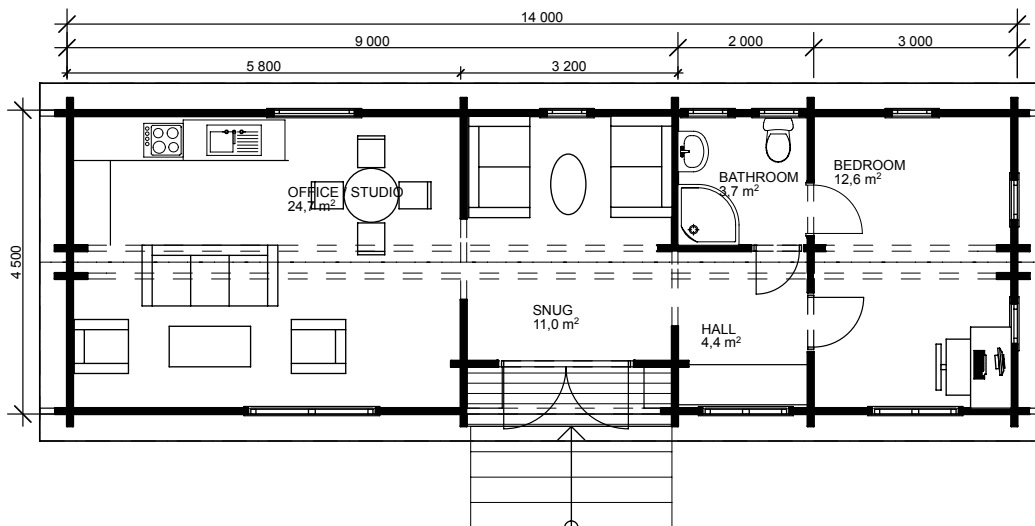 14 000
9 000
2 000
3 000
5 800
3 200
4 500
OFFICE STUDIO
24,7 m²
BATHROOM
3,7 m²
BEDROOM
12,6 m²
SNUG
11,0 m²
HALL
4,4 m²